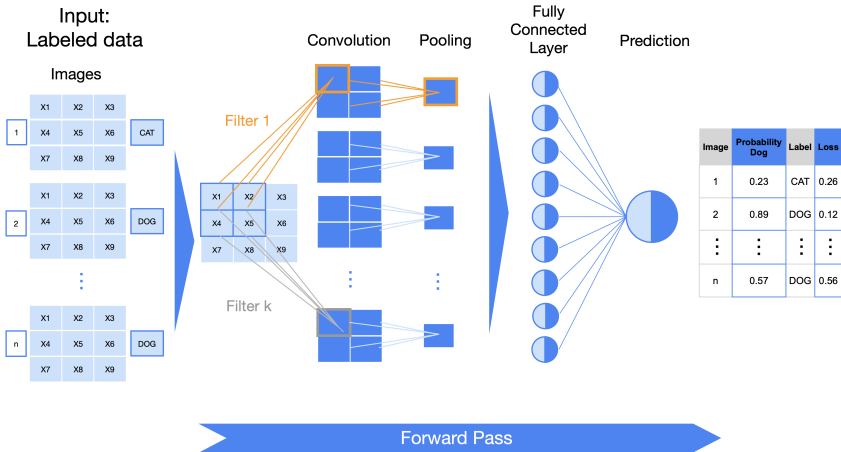 Input:
Labeled data
Images
1
X1 X2 X3
X4 X5 X6
X7 X8 X9
CAT
2
X1 X2 X3
X4 X5 X6
X7 X8 X9
DOG
n
X1 X2 X3
X4 X5 X6
X7 X8 X9
DOG
Filter 1
X1 X2 X3
X4 X5 X6
X7 X8 X9
Filter k
Convolution
Pooling
Fully
Connected
Layer
Prediction
Image Probability Dog Label Loss
1 0.23 CAT 0.26
2 0.89 DOG 0.12
n 0.57 DOG 0.56
Forward Pass